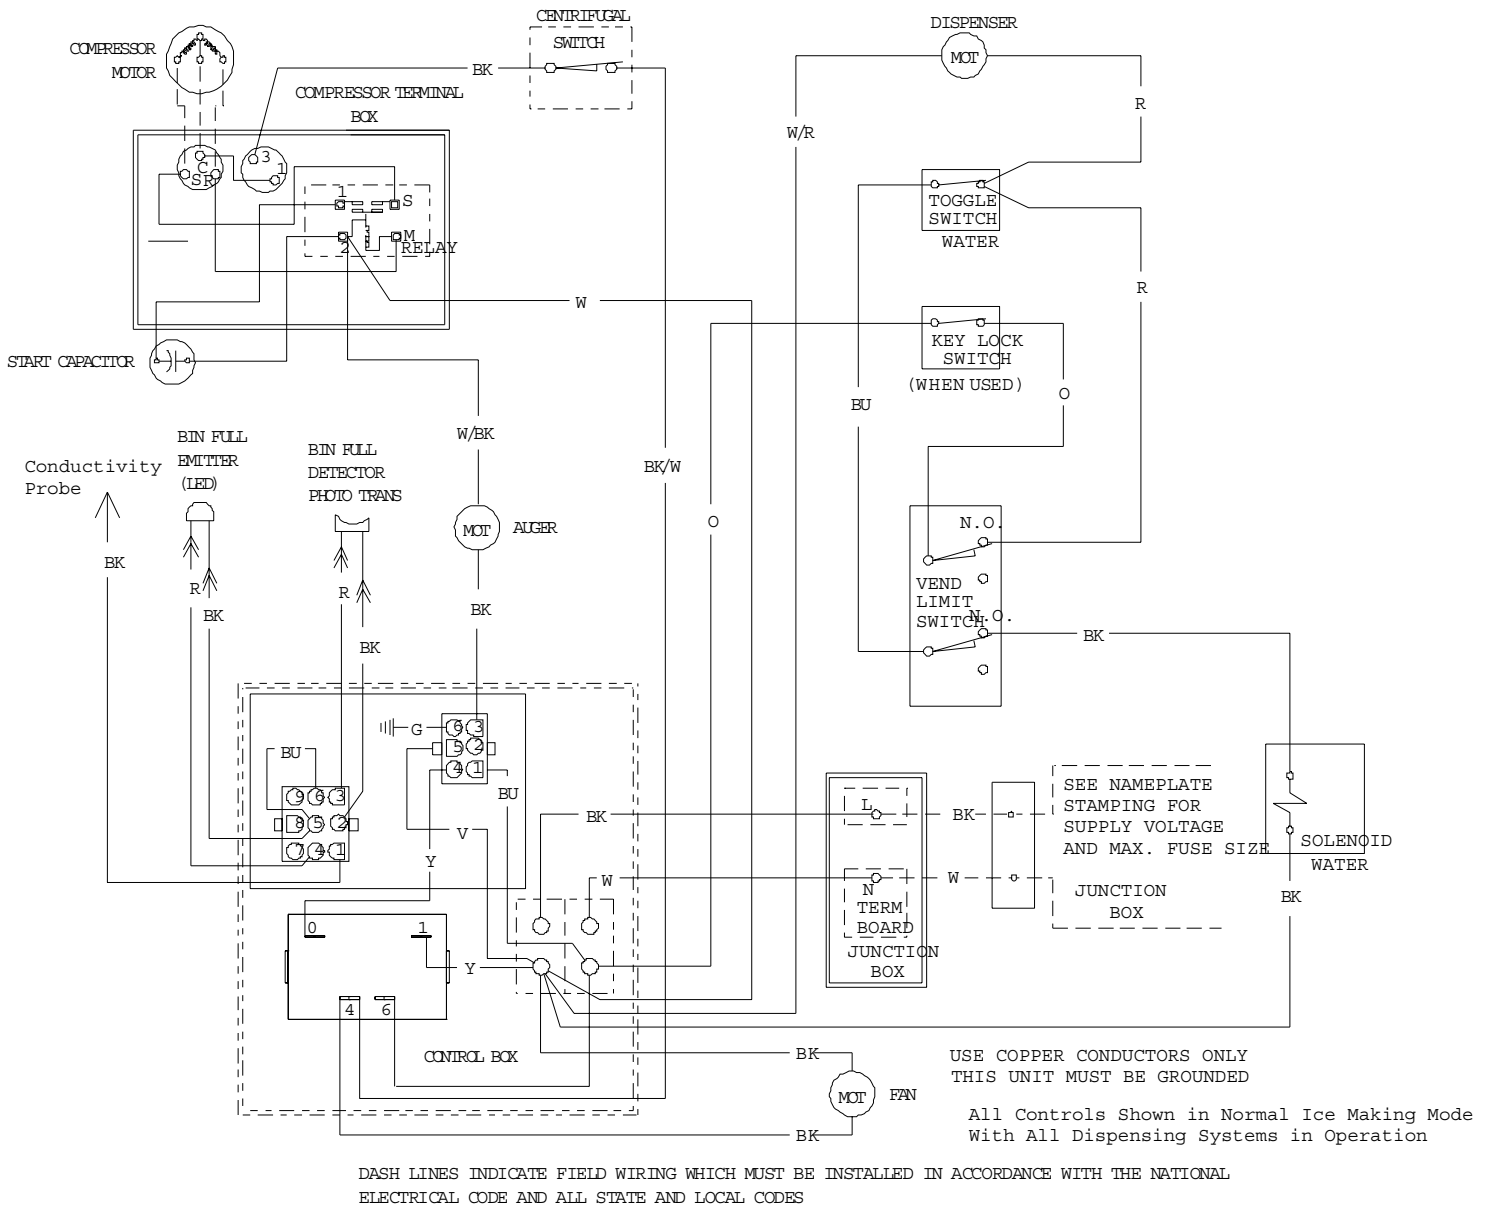 CENTRIFUGAL
SWITCH
DISPENSER
MOT
COMPRESSOR
MOTOR
BK
COMPRESSOR TERMINAL
BOX
R
W/R
3
1
C
S R
1
S
M
2
RELAY
TOGGLE
SWITCH
WATER
W
R
KEY LOCK
SWITCH
(WHEN USED)
START CAPACITOR
O
BU
W/BK
BIN FULL
EMITTER
(LED)
BIN FULL
DETECTOR
PHOTO TRANS
Conductivity
Probe
BK/W
MOT
AUGER
O
N.O.
BK
R
BK
R
BK
BK
VEND
LIMIT
SWITCH
N.O.
BK
G
6 3
5 2
4 1
BU
BU
9 6 3
8 5 2
7 4 1
V
Y
BK
L
BK
SEE NAMEPLATE
STAMPING FOR
SUPPLY VOLTAGE
AND MAX. FUSE SIZE
SOLENOID
WATER
W
N
TERM
BOARD
JUNCTION
BOX
W
JUNCTION
BOX
BK
0
1
Y
4
6
CONTROL BOX
BK
MOT
FAN
BK
USE COPPER CONDUCTORS ONLY
THIS UNIT MUST BE GROUNDED
All Controls Shown in Normal Ice Making Mode
With All Dispensing Systems in Operation
DASH LINES INDICATE FIELD WIRING WHICH MUST BE INSTALLED IN ACCORDANCE WITH THE NATIONAL
ELECTRICAL CODE AND ALL STATE AND LOCAL CODES